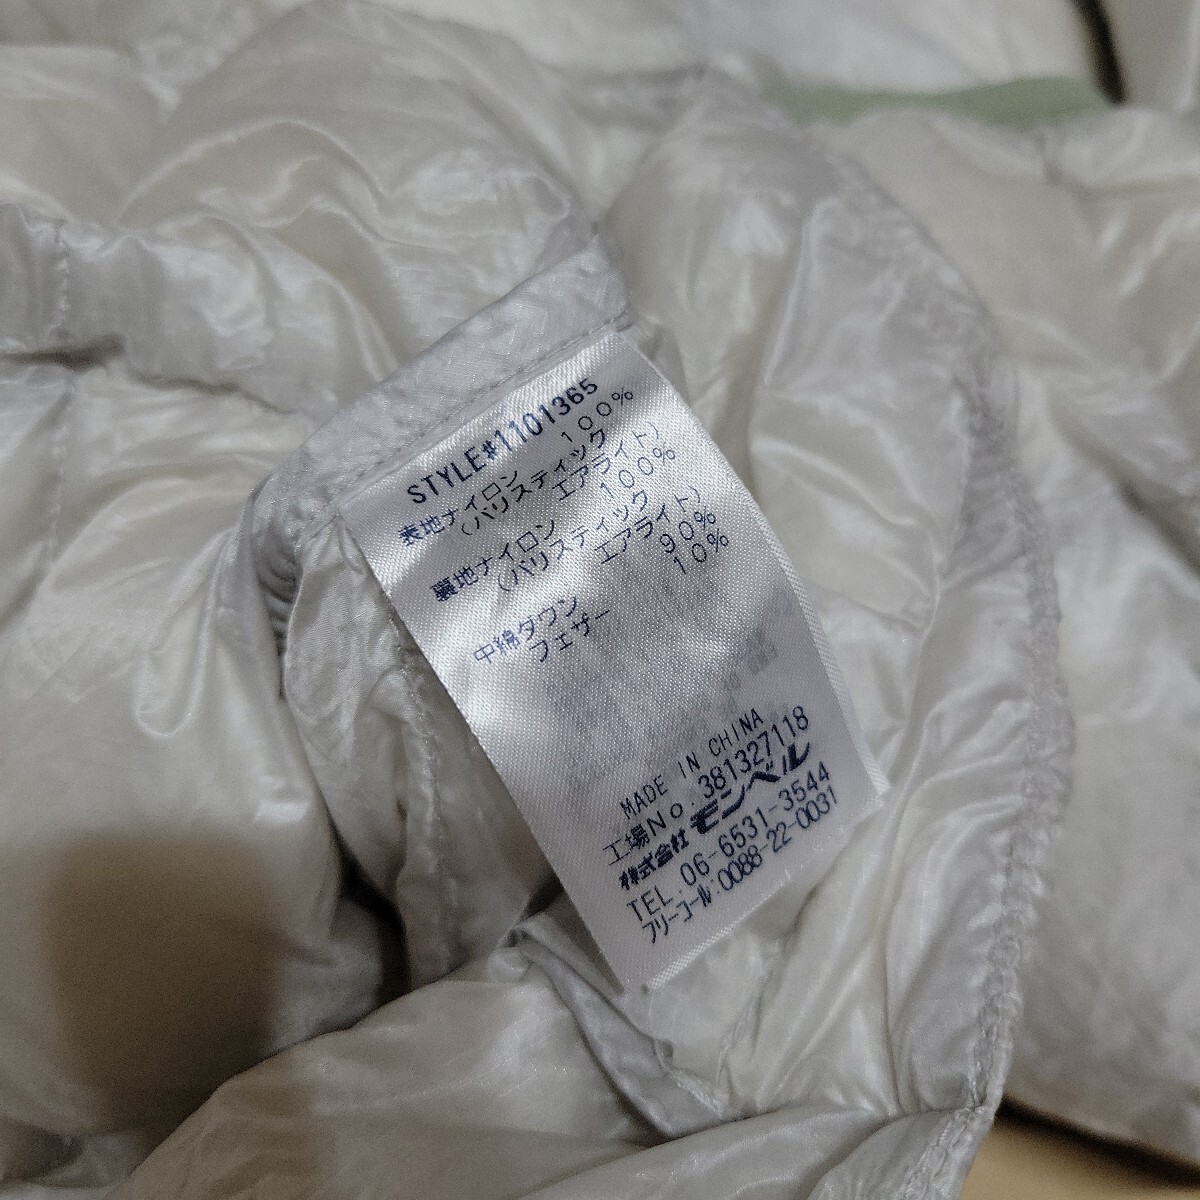 STYLE#1101365
表地ナイロン 100%
(バリスティック
エアライト)
裏地ナイロン 100%
(バリスティック
エアライト)
中綿ダウン 90%
フェザー 10%
MADE IN CHINA
工場No.381327118
株式会社 モンベル
TEL.06-6531-3544
フリーコール:0088-22-0031